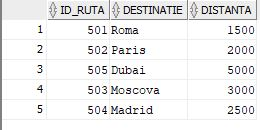 ID_RUTA DESTINATIE DISTANTA
1 501 Roma 1500
2 502 Paris 2000
3 505 Dubai 5000
4 503 Moscova 3000
5 504 Madrid 2500